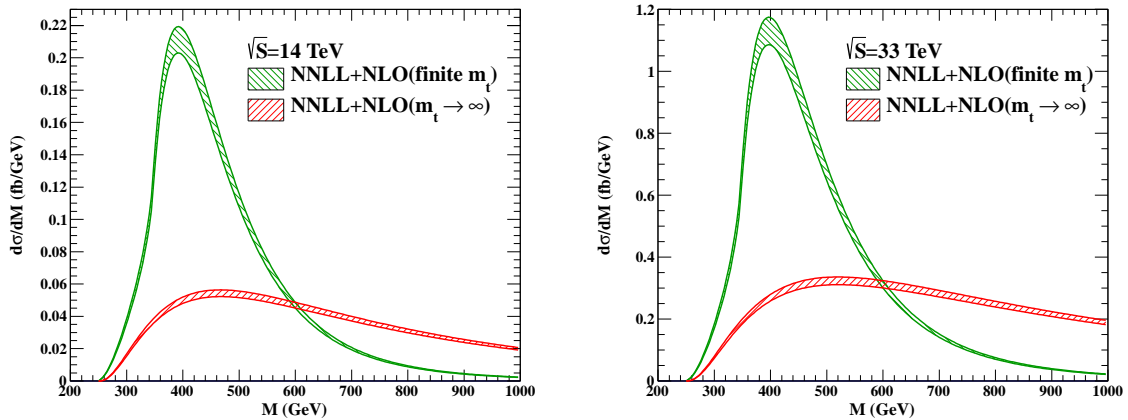 √S=14 TeV
NNLL+NLO(finite m_t)
NNLL+NLO(m_t → ∞)
dσ/dM (fb/GeV)
0.22
0.2
0.18
0.16
0.14
0.12
0.1
0.08
0.06
0.04
0.02
0
200 300 400 500 600 700 800 900 1000
M (GeV)
√S=33 TeV
NNLL+NLO(finite m_t)
NNLL+NLO(m_t → ∞)
dσ/dM (fb/GeV)
1.2
1
0.8
0.6
0.4
0.2
0
200 300 400 500 600 700 800 900 1000
M (GeV)